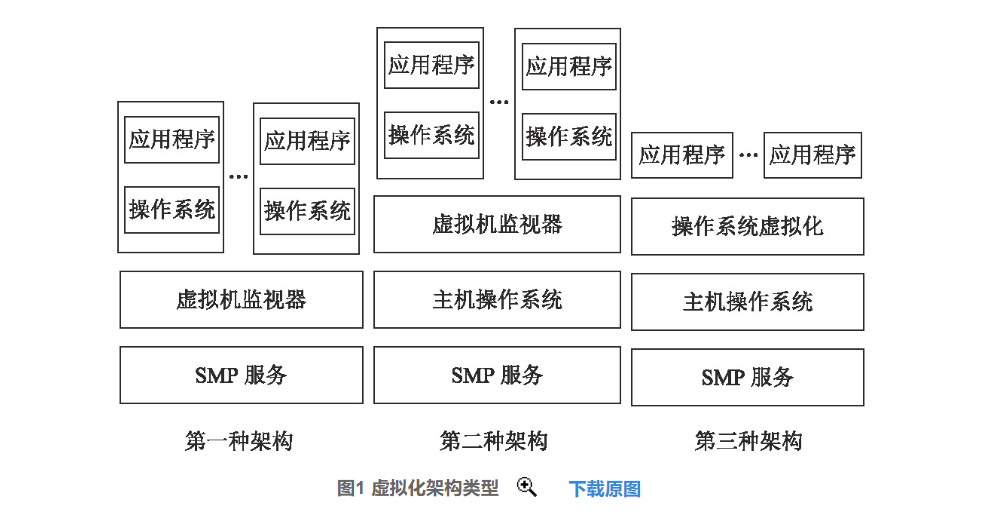 应用程序
操作系统
...
应用程序
操作系统
虚拟机监视器
SMP 服务
第一种架构
应用程序
操作系统
...
应用程序
操作系统
虚拟机监视器
主机操作系统
SMP 服务
第二种架构
应用程序 ... 应用程序
操作系统虚拟化
主机操作系统
SMP 服务
第三种架构
图1 虚拟化架构类型 下载原图